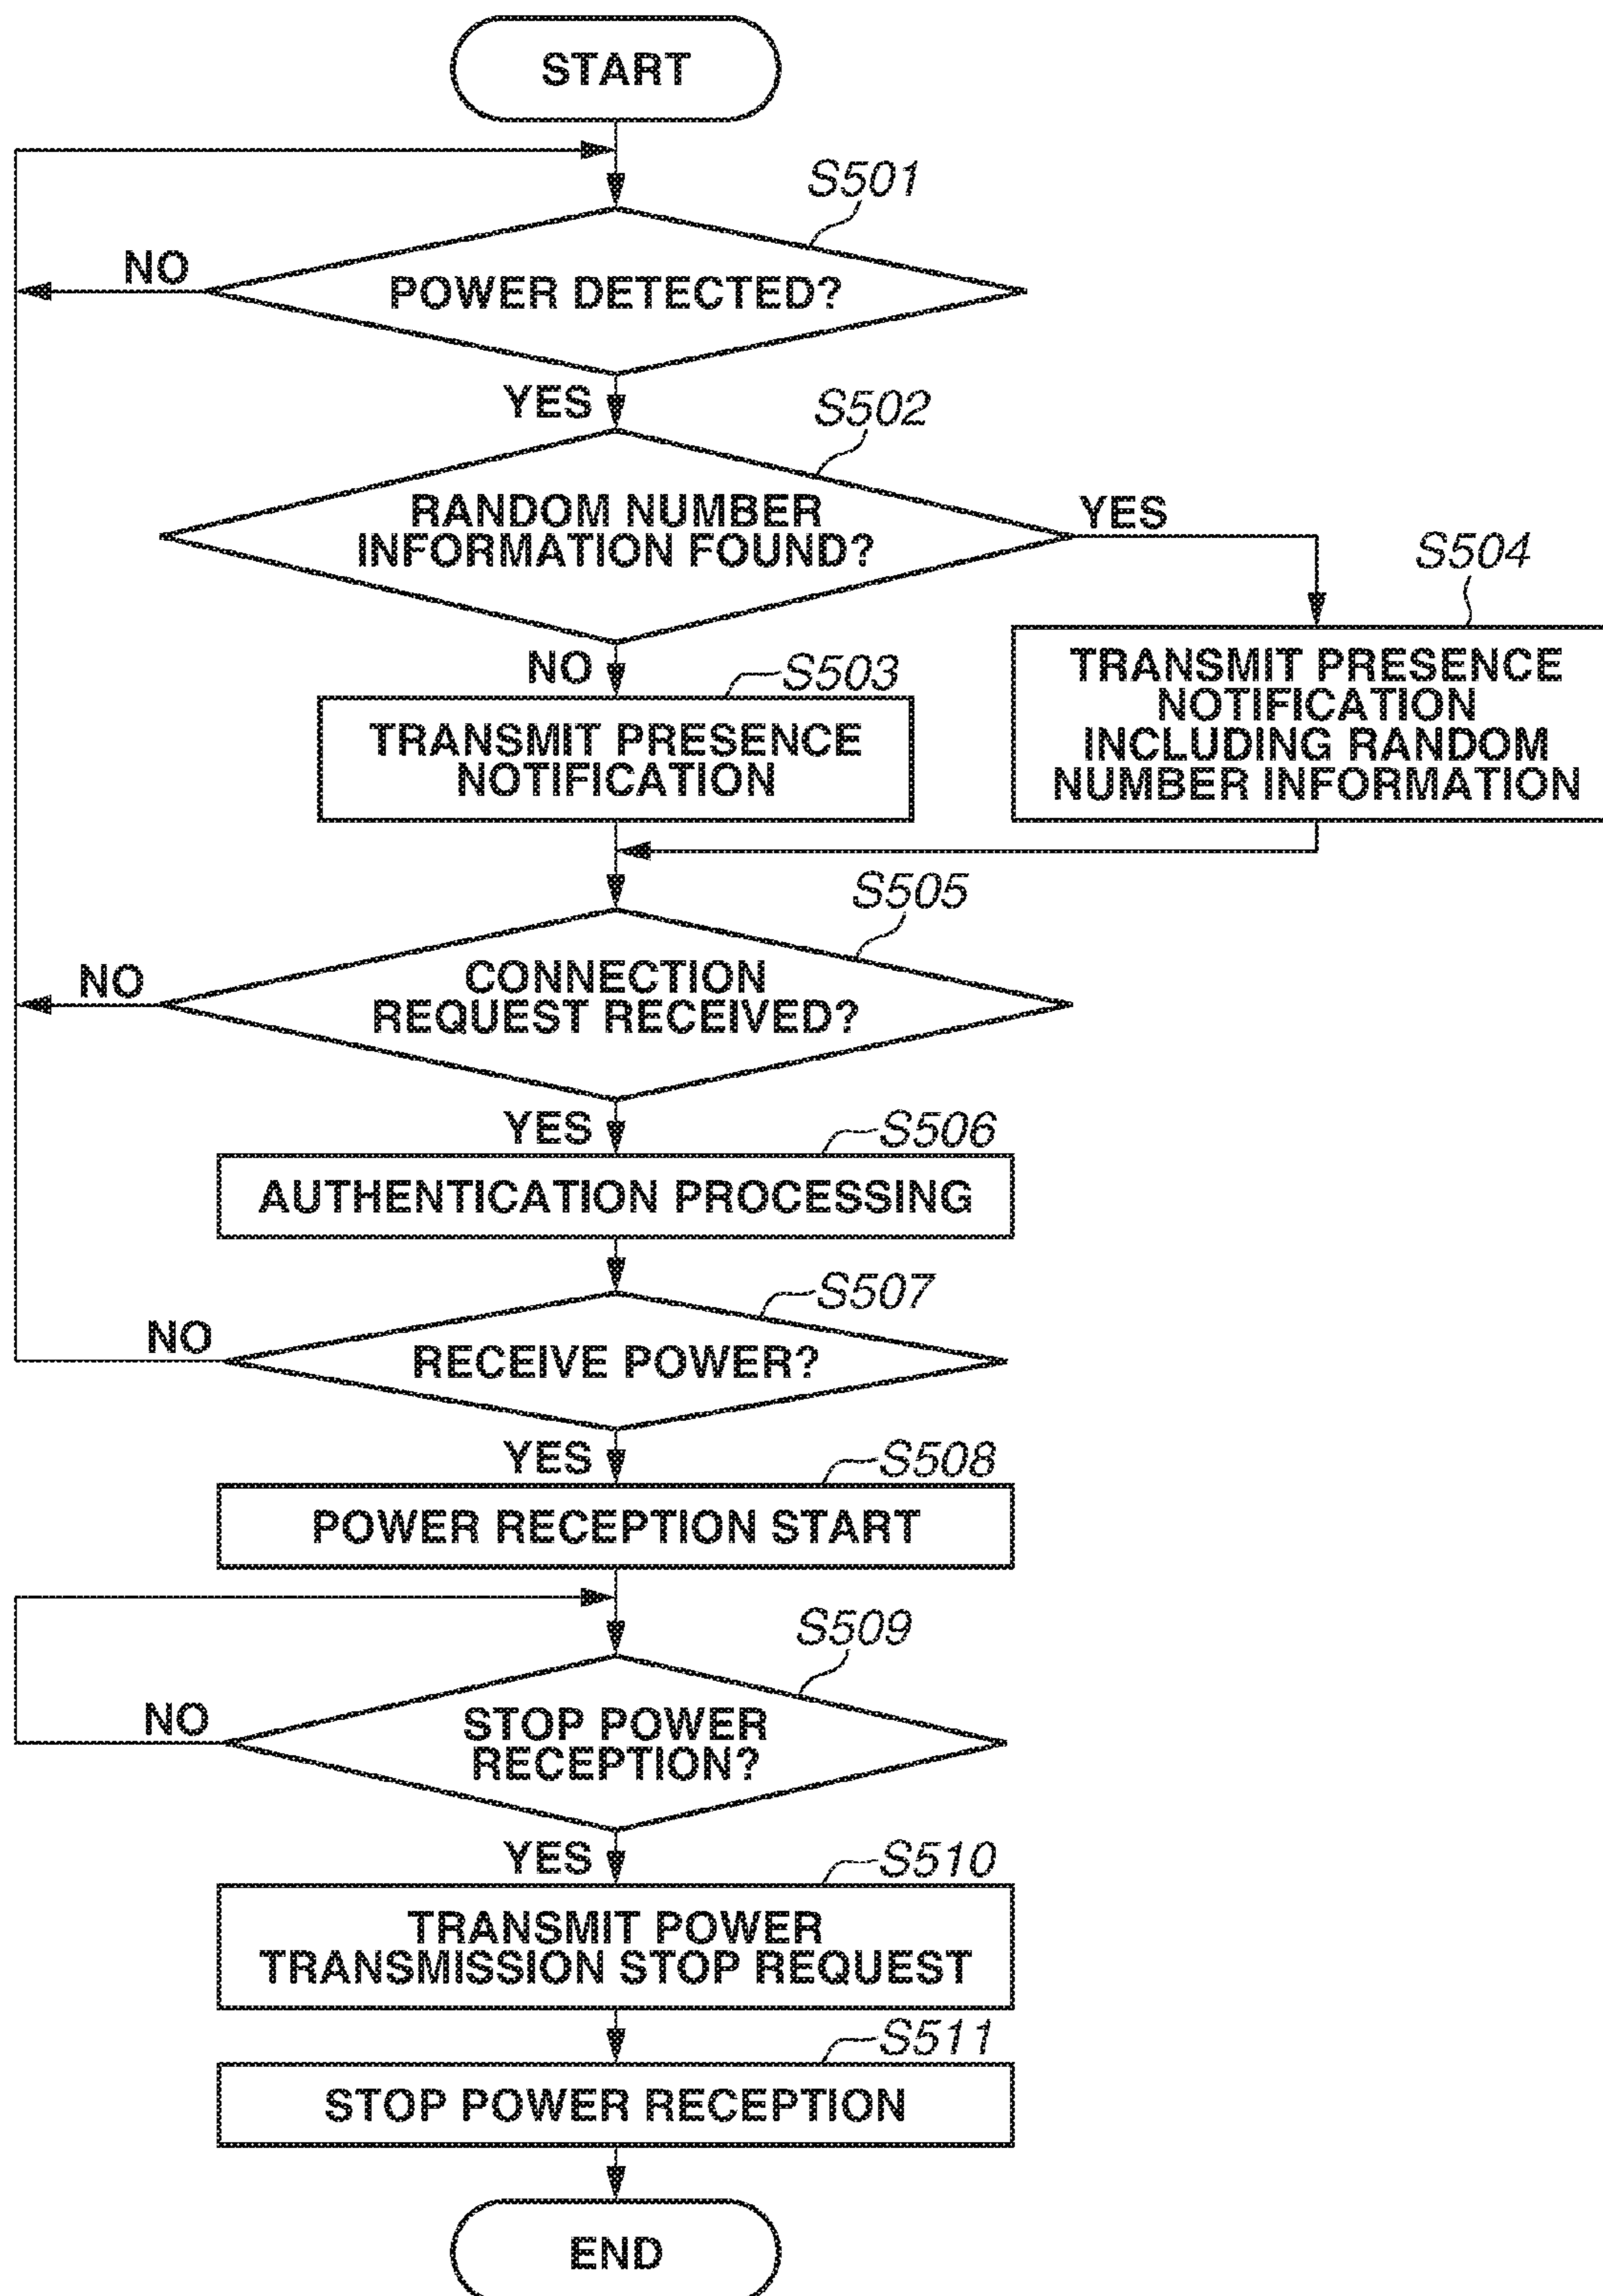 START
S501
NO
POWER DETECTED?
YES
S502
RANDOM NUMBER
INFORMATION FOUND?
YES
S504
NO
S503
TRANSMIT PRESENCE
NOTIFICATION
TRANSMIT PRESENCE
NOTIFICATION
INCLUDING RANDOM
NUMBER INFORMATION
S505
NO
CONNECTION
REQUEST RECEIVED?
YES
S506
AUTHENTICATION PROCESSING
S507
NO
RECEIVE POWER?
YES
S508
POWER RECEPTION START
S509
NO
STOP POWER
RECEPTION?
YES
S510
TRANSMIT POWER
TRANSMISSION STOP REQUEST
S511
STOP POWER RECEPTION
END